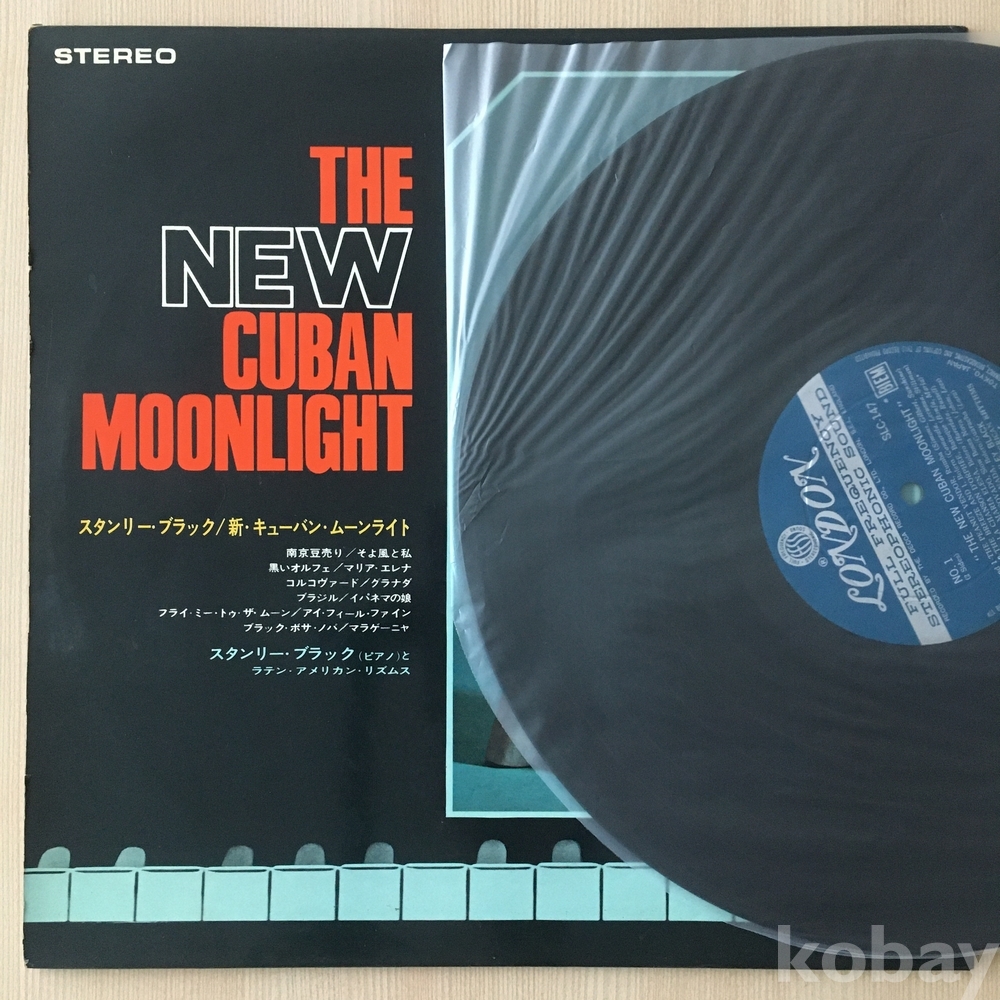 STEREO
THE
NEW
CUBAN
MOONLIGHT
スタンリー・ブラック/新・キューバン・ムーンライト
南京豆売り/そよ風と私
黒いオルフェ/マリア・エレナ
コルコヴァード/グラナダ
ブラジル/イパネマの娘
フライ・ミー・トゥ・ザ・ムーン/アイ・フィール・ファイン
ブラック・ボサ・ノバ/マラゲーニャ
スタンリー・ブラック(ピアノ)と
ラテン・アメリカン・リズムス
LONDON
®
FULL FREQUENCY
STEREOPHONIC SOUND
SLC-147
BIEM
NO. 1
"THE NEW CUBAN MOONLIGHT"
kobay